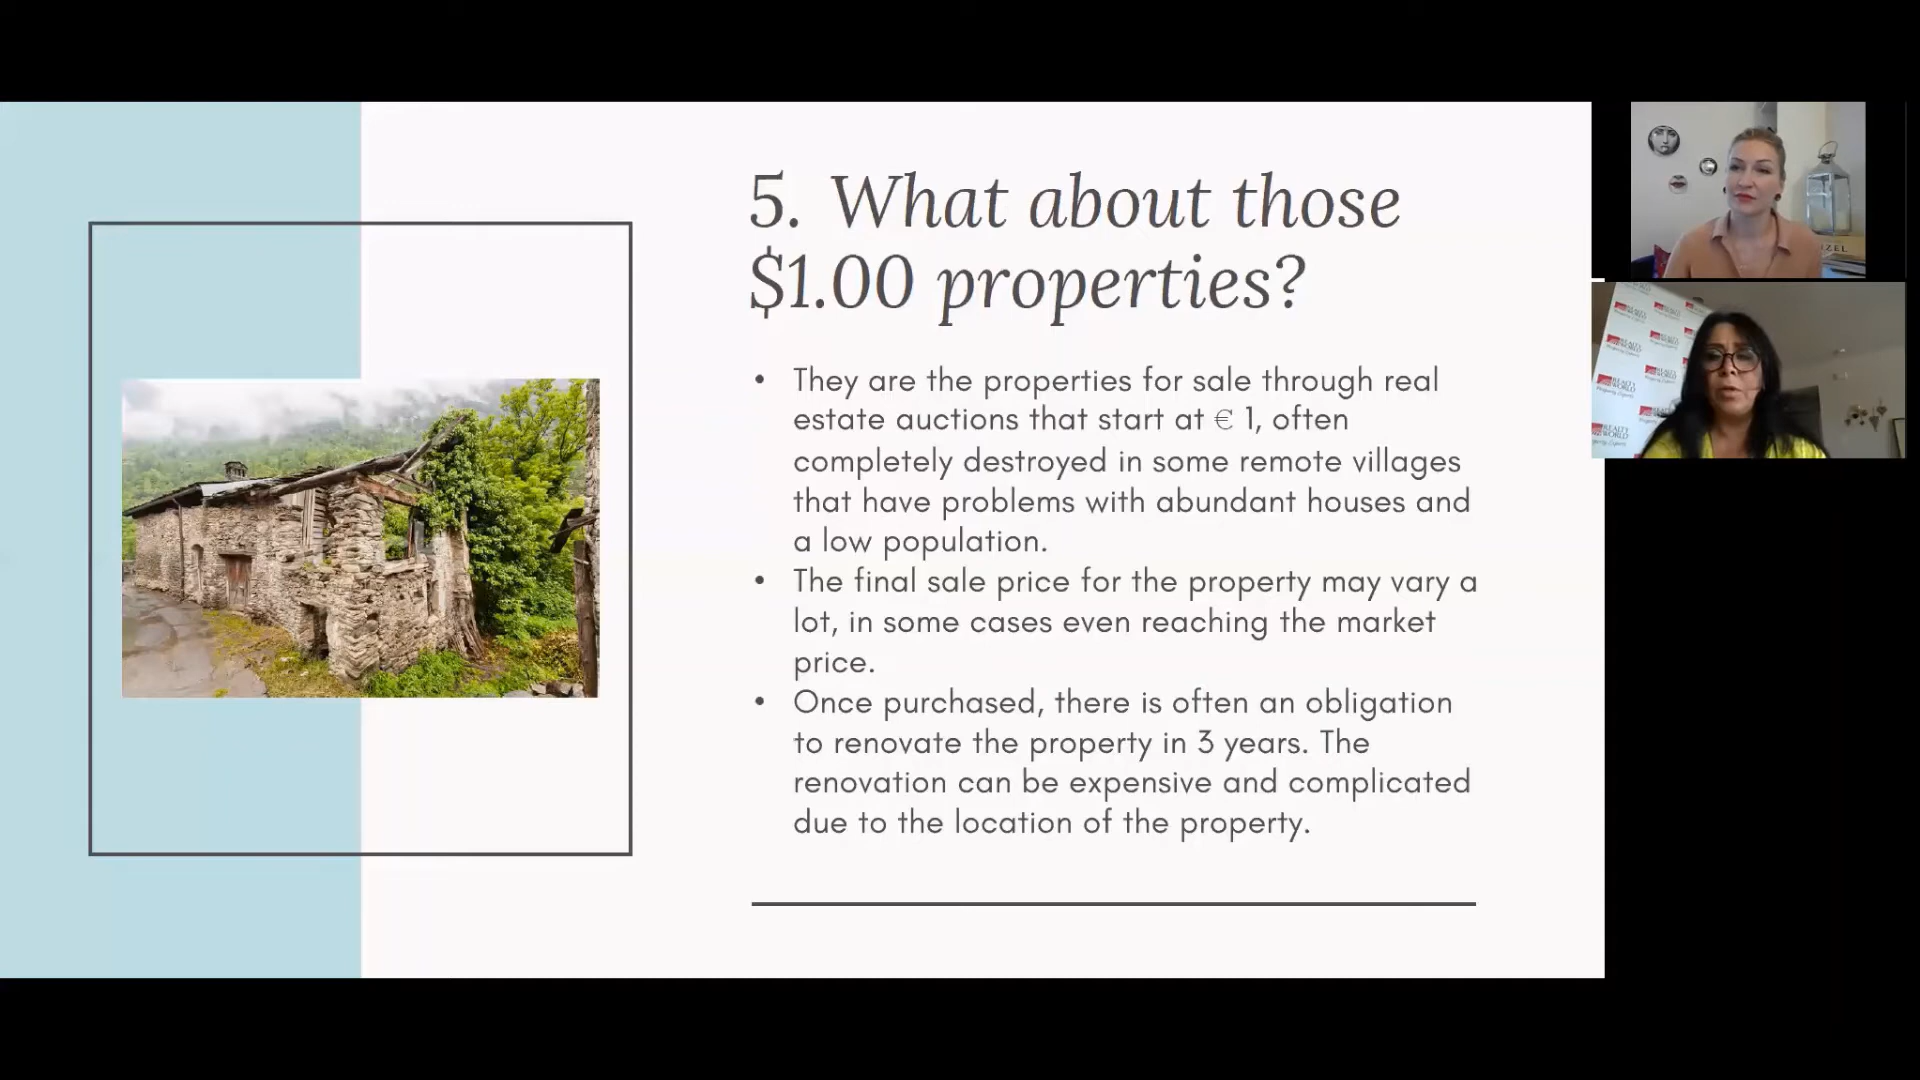 5. What about those
$1.00 properties?
• They are the properties for sale through real
estate auctions that start at € 1, often
completely destroyed in some remote villages
that have problems with abundant houses and
a low population.
• The final sale price for the property may vary a
lot, in some cases even reaching the market
price.
• Once purchased, there is often an obligation
to renovate the property in 3 years. The
renovation can be expensive and complicated
due to the location of the property.
REALTY
WORLD